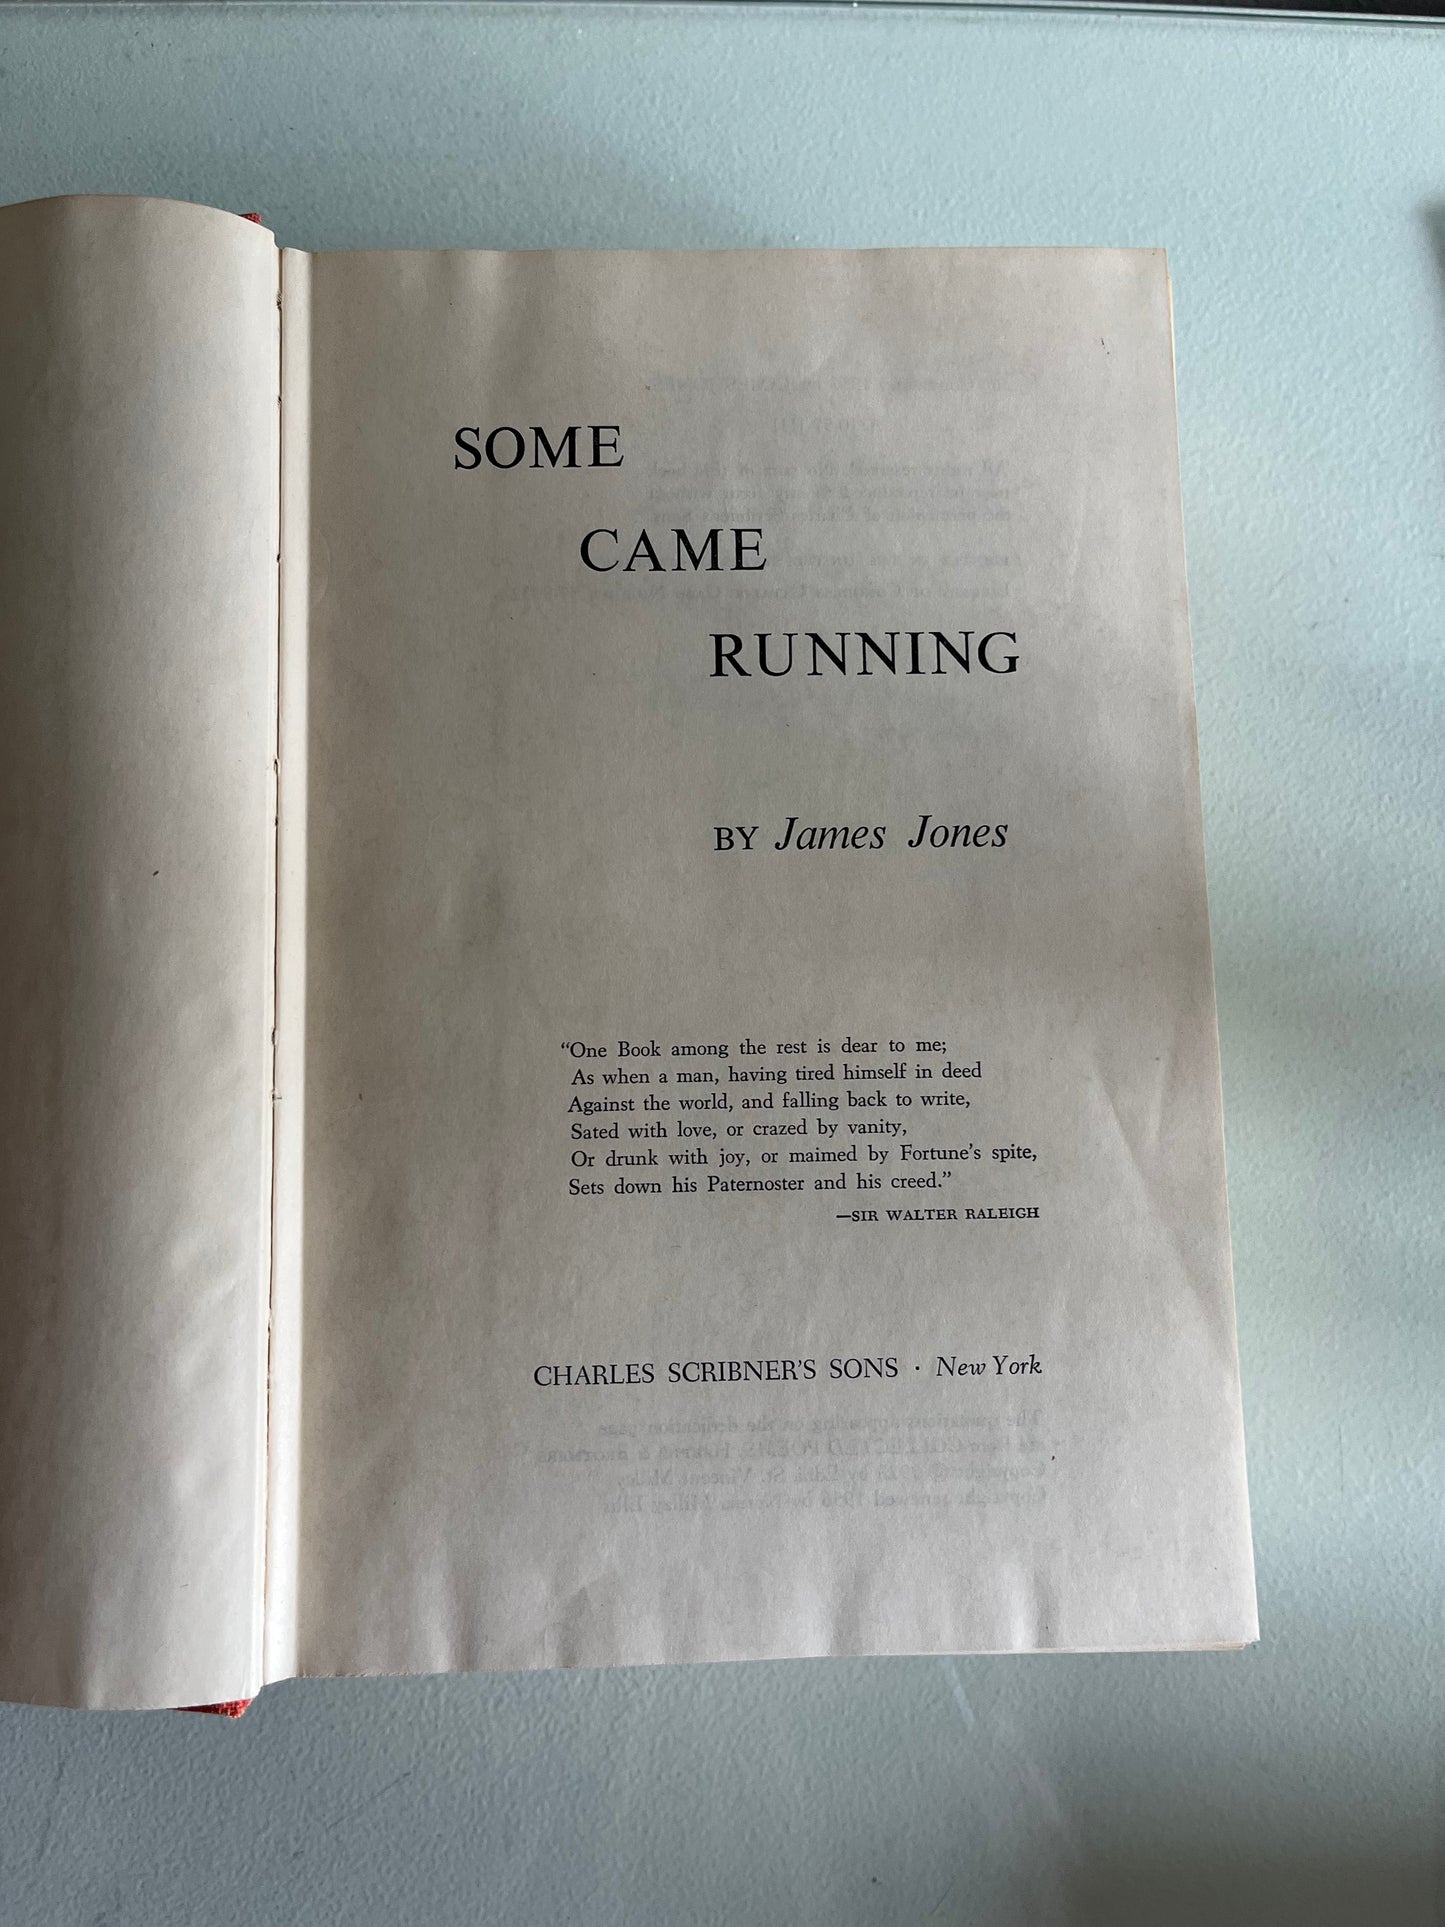 SOME
CAME
RUNNING
BY James Jones
"One Book among the rest is dear to me;
As when a man, having tired himself in deed
Against the world, and falling back to write,
Sated with love, or crazed by vanity,
Or drunk with joy, or maimed by Fortune's spite,
Sets down his Paternoster and his creed."
—SIR WALTER RALEIGH
CHARLES SCRIBNER'S SONS · New York